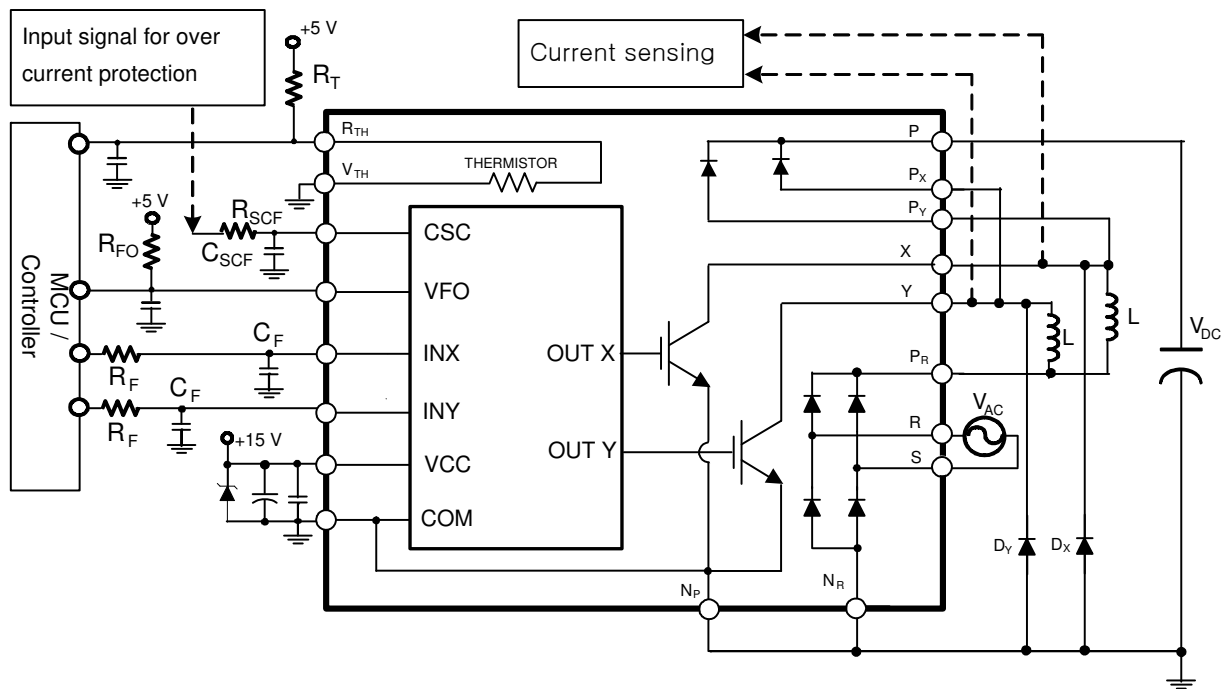 Input signal for over
current protection
+5 V
R_T
Current sensing
R_TH
V_TH
THERMISTOR
P
P_X
P_Y
X
Y
P_R
R
S
+5 V
R_FO
R_SCF
C_SCF
MCU /
Controller
C_F
R_F
C_F
R_F
+15 V
CSC
VFO
INX
INY
VCC
COM
OUT X
OUT Y
L
L
V_DC
V_AC
D_Y
D_X
N_P
N_R